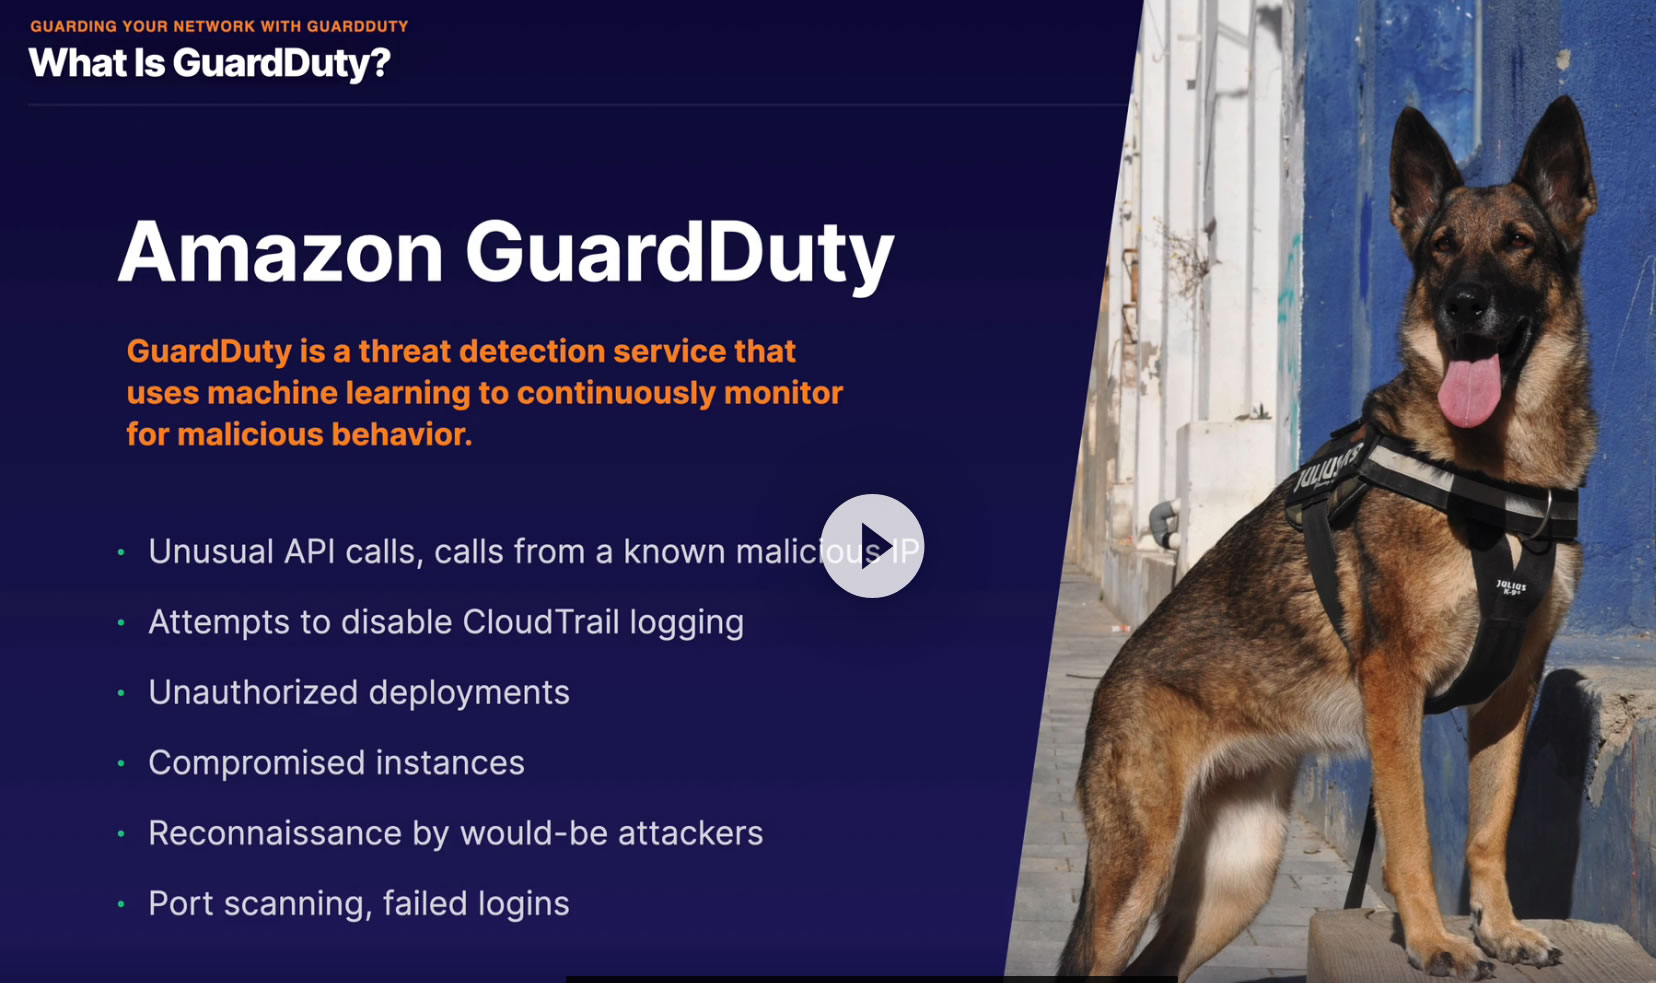 GUARDING YOUR NETWORK WITH GUARDDUTY
What Is GuardDuty?
Amazon GuardDuty
GuardDuty is a threat detection service that
uses machine learning to continuously monitor
for malicious behavior.
• Unusual API calls, calls from a known malicious IP
• Attempts to disable CloudTrail logging
• Unauthorized deployments
• Compromised instances
• Reconnaissance by would-be attackers
• Port scanning, failed logins
JULIUS K9
JULIUS
K-9®